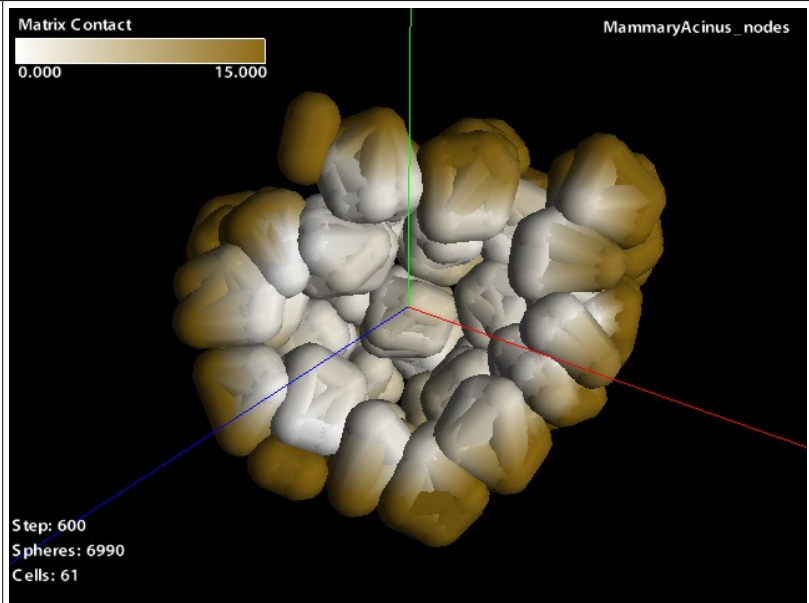 Matrix Contact
MammaryAcinus_nodes
0.000 15.000
Step: 600
Spheres: 6990
Cells: 61